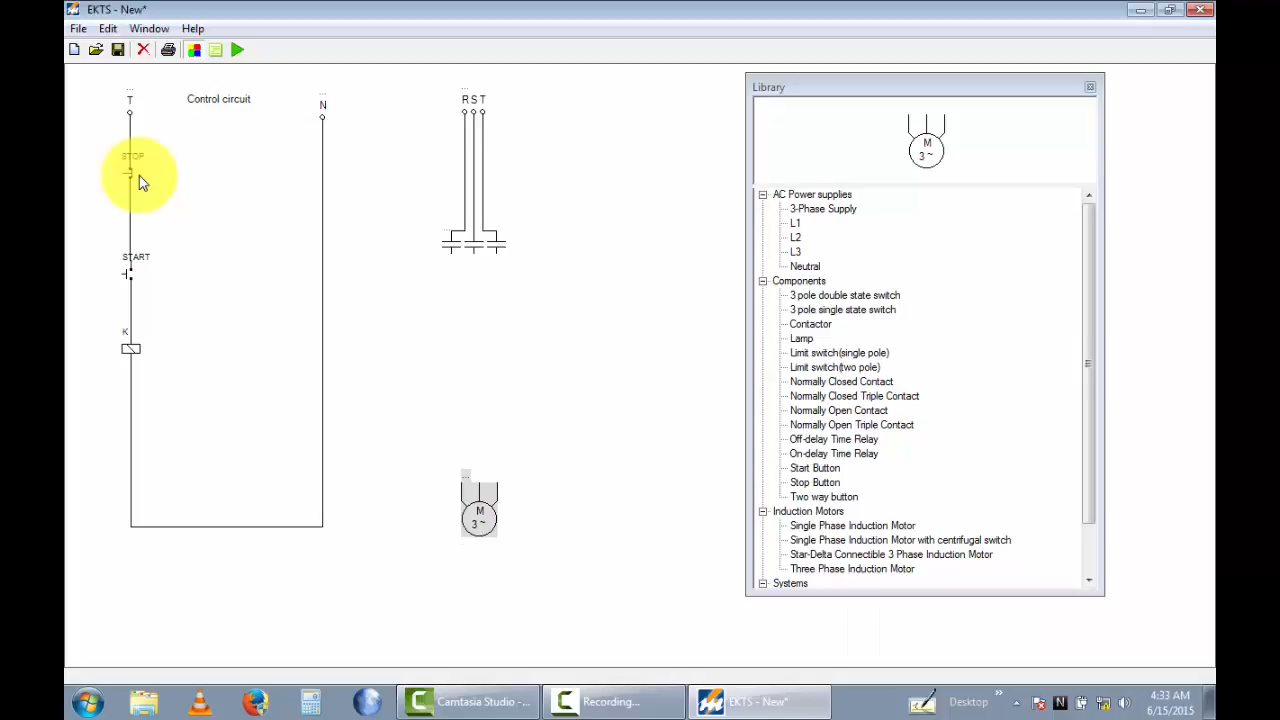 EKTS - New*
File Edit Window Help
T
Control circuit
N
STOP
START
K
R S T
M
3 ~
Library
M
3 ~
AC Power supplies
3-Phase Supply
L1
L2
L3
Neutral
Components
3 pole double state switch
3 pole single state switch
Contactor
Lamp
Limit switch(single pole)
Limit switch(two pole)
Normally Closed Contact
Normally Closed Triple Contact
Normally Open Contact
Normally Open Triple Contact
Off-delay Time Relay
On-delay Time Relay
Start Button
Stop Button
Two way button
Induction Motors
Single Phase Induction Motor
Single Phase Induction Motor with centrifugal switch
Star-Delta Connectible 3 Phase Induction Motor
Three Phase Induction Motor
Systems
Camtasia Studio -...
Recording...
EKTS - New*
Desktop
N
4:33 AM
6/15/2015